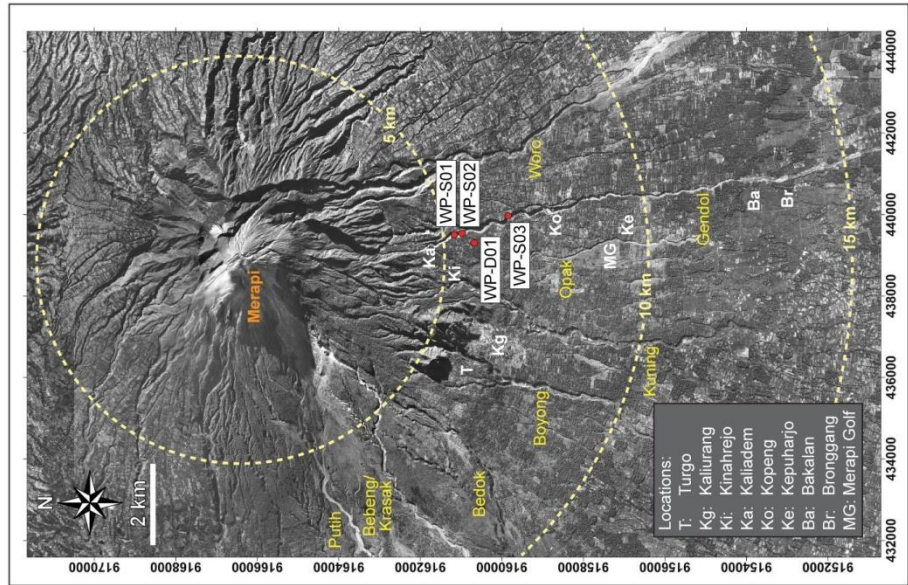 N
2 km
Merapi
5 km
Putih
Bebeng/
Krasak
Bedok
Boyong
Kuning
Opak
Gendol
Woro
T
Kg
Ki
Ka
WP-S01
WP-S02
WP-D01
WP-S03
Ko
MG
Ke
Ba
Br
10 km
15 km
Locations:
T: Turgo
Kg: Kaliurang
Ki: Kinahrejo
Ka: Kaliadem
Ko: Kopeng
Ke: Kepuharjo
Ba: Bakalan
Br: Bronggang
MG: Merapi Golf
9170000
9168000
9166000
9164000
9162000
9160000
9158000
9156000
9154000
9152000
432000
434000
436000
438000
440000
442000
444000